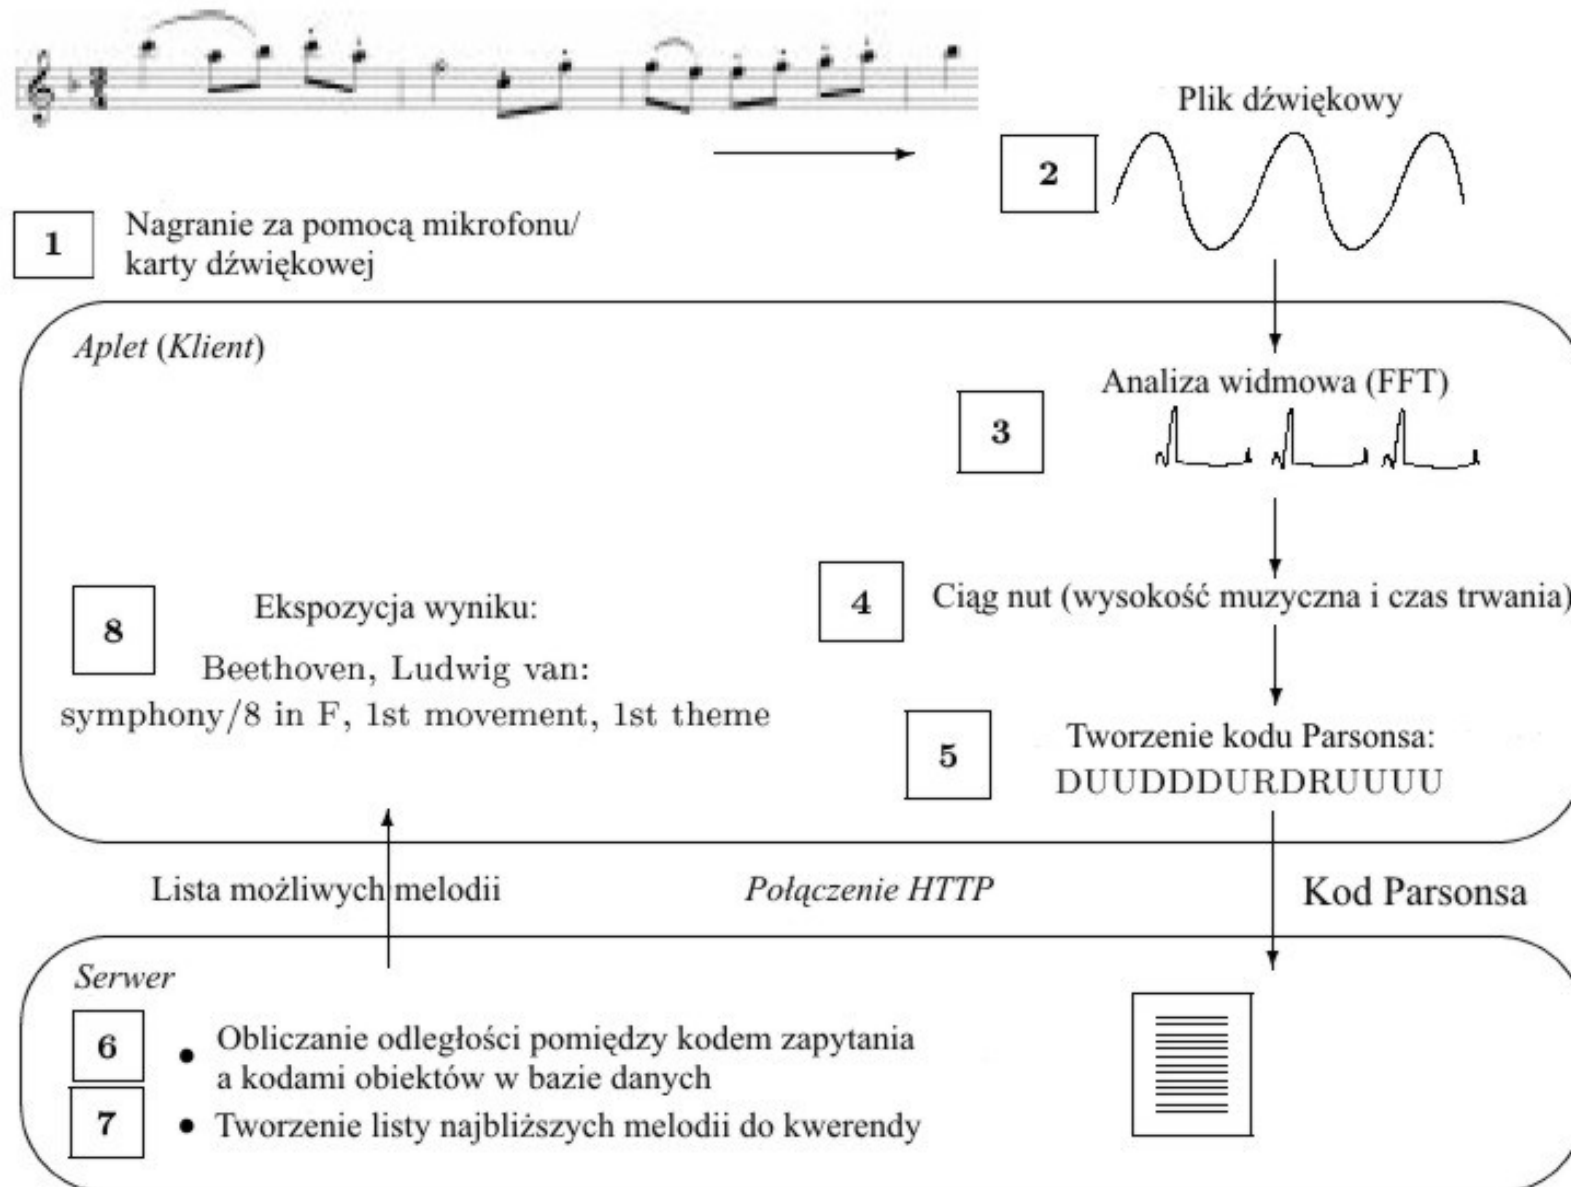 Plik dźwiękowy
2
1
Nagranie za pomocą mikrofonu/
karty dźwiękowej
Aplet (Klient)
Analiza widmowa (FFT)
3
4
Ciąg nut (wysokość muzyczna i czas trwania)
8
Ekspozycja wyniku:
Beethoven, Ludwig van:
symphony/8 in F, 1st movement, 1st theme
5
Tworzenie kodu Parsonsa:
DUUDDDURDRUUUU
Lista możliwych melodii
Połączenie HTTP
Kod Parsonsa
Serwer
6
• Obliczanie odległości pomiędzy kodem zapytania
a kodami obiektów w bazie danych
7
• Tworzenie listy najbliższych melodii do kwerendy